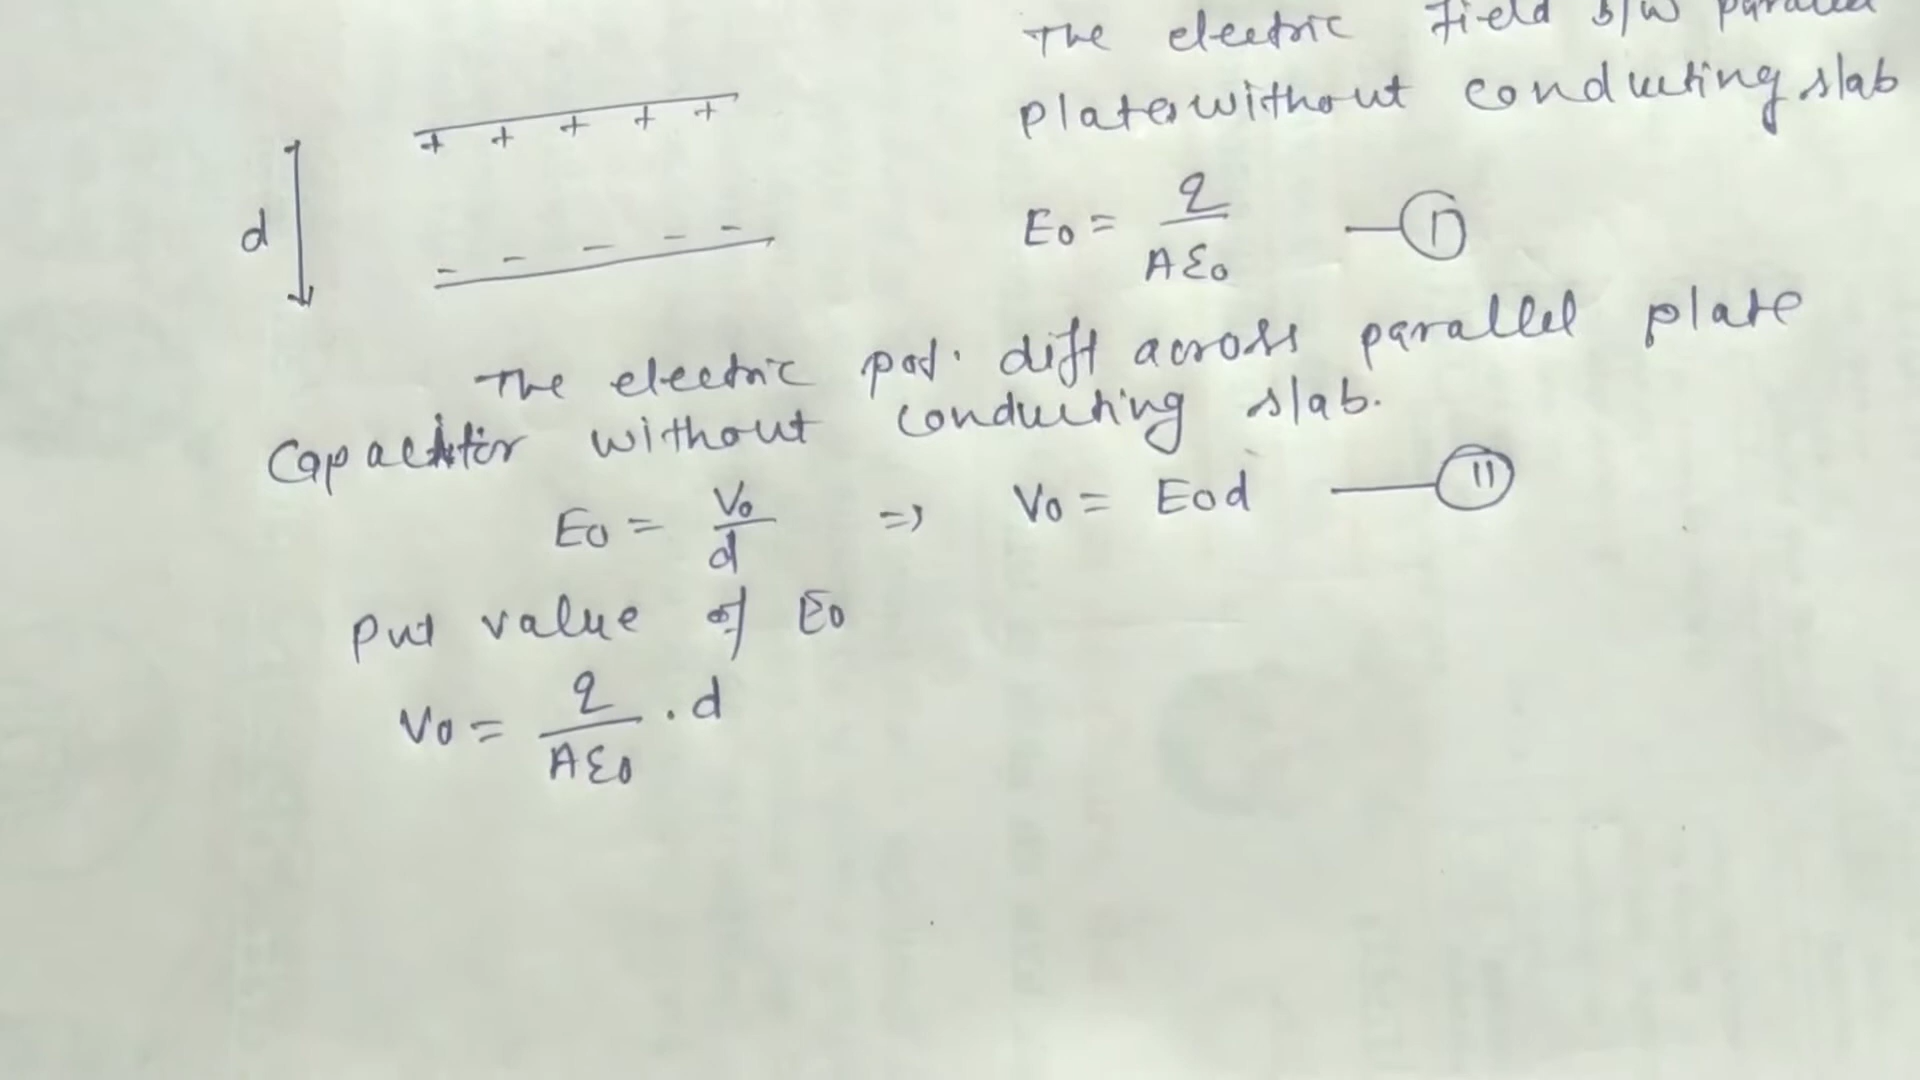 The electric field b/w parallel
plates without conducting slab
+ + + + +
d
- - - - -
E₀ = q/Aε₀ —(I)
The electric pot. diff across parallel plate
Capacitor without conducting slab.
E₀ = V₀/d => V₀ = E₀d —(II)
Put value of E₀
V₀ = q/Aε₀ . d